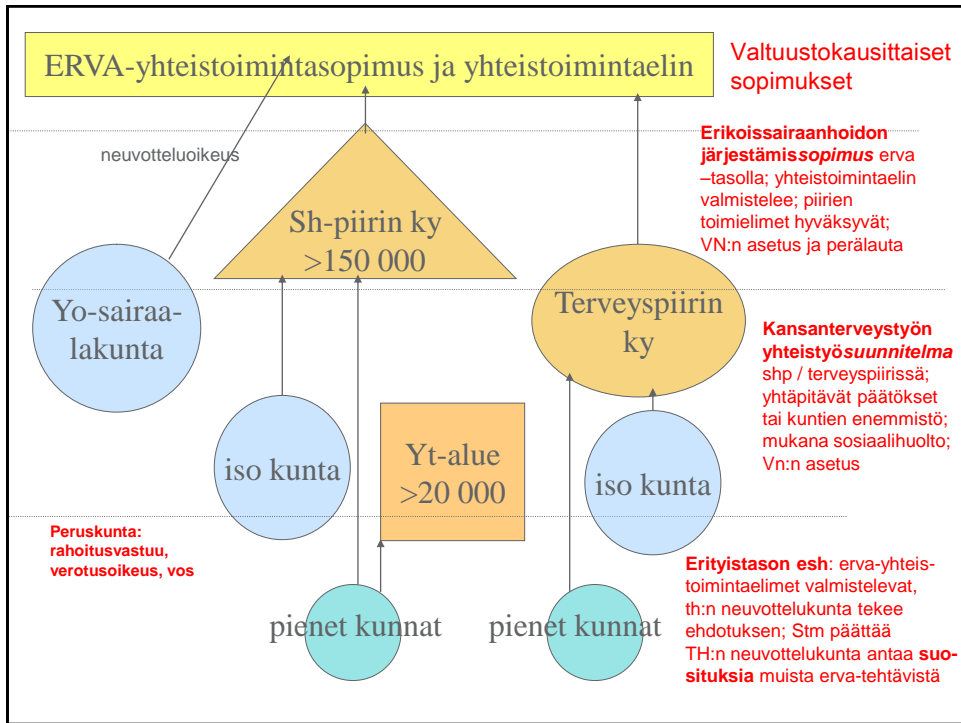 ERVA-yhteistoimintasopimus ja yhteistoimintaelin
Valtuustokausittaiset
sopimukset
neuvotteluoikeus
Erikoissairaanhoidon
järjestämissopimus erva
–tasolla; yhteistoimintaelin
valmistelee; piirien
toimielimet hyväksyvät;
VN:n asetus ja perälauta
Sh-piirin ky
>150 000
Yo-sairaa-
lakunta
Terveyspiirin
ky
Kansanterveystyön
yhteistyösuunnitelma
shp / terveyspiirissä;
yhtäpitävät päätökset
tai kuntien enemmistö;
mukana sosiaalihuolto;
Vn:n asetus
iso kunta
Yt-alue
>20 000
iso kunta
Peruskunta:
rahoitusvastuu,
verotusoikeus, vos
Erityistason esh: erva-yhteis-
toimintaelimet valmistelevat,
th:n neuvottelukunta tekee
ehdotuksen; Stm päättää
TH:n neuvottelukunta antaa suo-
situksia muista erva-tehtävistä
pienet kunnat
pienet kunnat